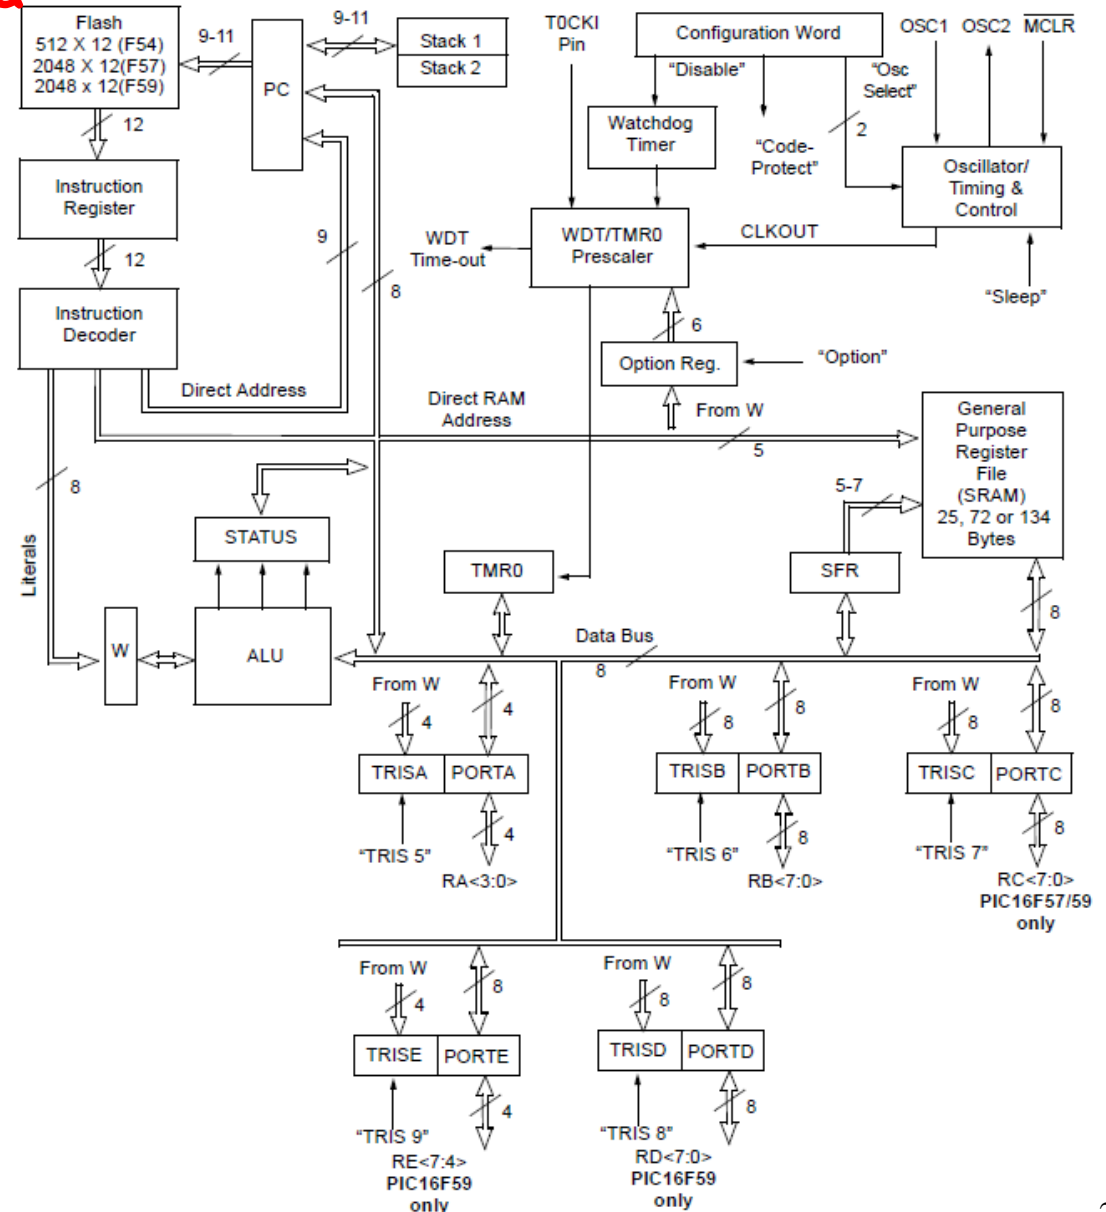 Flash
512 X 12 (F54)
2048 X 12(F57)
2048 x 12(F59)
9-11
PC
9-11
Stack 1
Stack 2
T0CKI
Pin
Configuration Word
OSC1 OSC2 MCLR
“Disable”
“Osc
Select”
12
Watchdog
Timer
“Code-
Protect”
2
Oscillator/
Timing &
Control
Instruction
Register
9
8
WDT
Time-out
WDT/TMR0
Prescaler
CLKOUT
12
“Sleep”
Instruction
Decoder
6
Option Reg.
“Option”
Direct Address
Direct RAM
Address
From W
5
General
Purpose
Register
File
(SRAM)
25, 72 or 134
Bytes
8
Literals
5-7
STATUS
TMR0
SFR
8
W
ALU
Data Bus
8
From W
4
4
From W
8
8
From W
8
8
TRISA PORTA
TRISB PORTB
TRISC PORTC
“TRIS 5”
4
RA<3:0>
“TRIS 6”
8
RB<7:0>
“TRIS 7”
8
RC<7:0>
PIC16F57/59
only
From W
4
8
From W
8
8
TRISE PORTE
TRISD PORTD
“TRIS 9”
4
RE<7:4>
PIC16F59
only
“TRIS 8”
8
RD<7:0>
PIC16F59
only